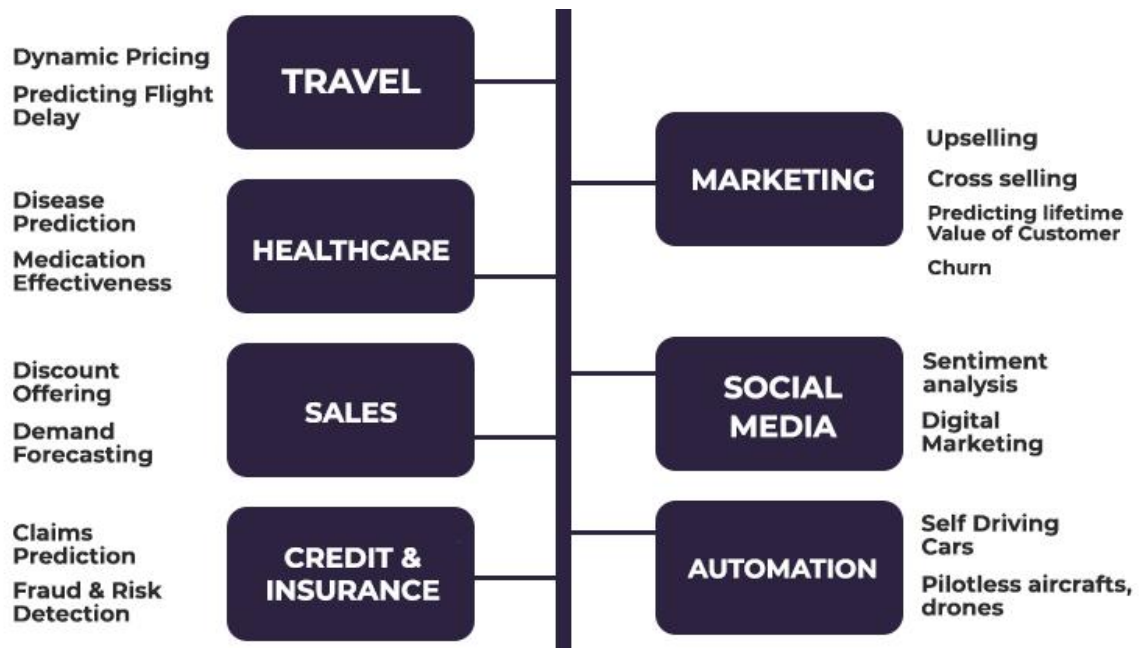 Dynamic Pricing
Predicting Flight
Delay
TRAVEL
Disease
Prediction
Medication
Effectiveness
HEALTHCARE
Discount
Offering
Demand
Forecasting
SALES
Claims
Prediction
Fraud & Risk
Detection
CREDIT &
INSURANCE
MARKETING
Upselling
Cross selling
Predicting lifetime
Value of Customer
Churn
SOCIAL
MEDIA
Sentiment
analysis
Digital
Marketing
AUTOMATION
Self Driving
Cars
Pilotless aircrafts,
drones